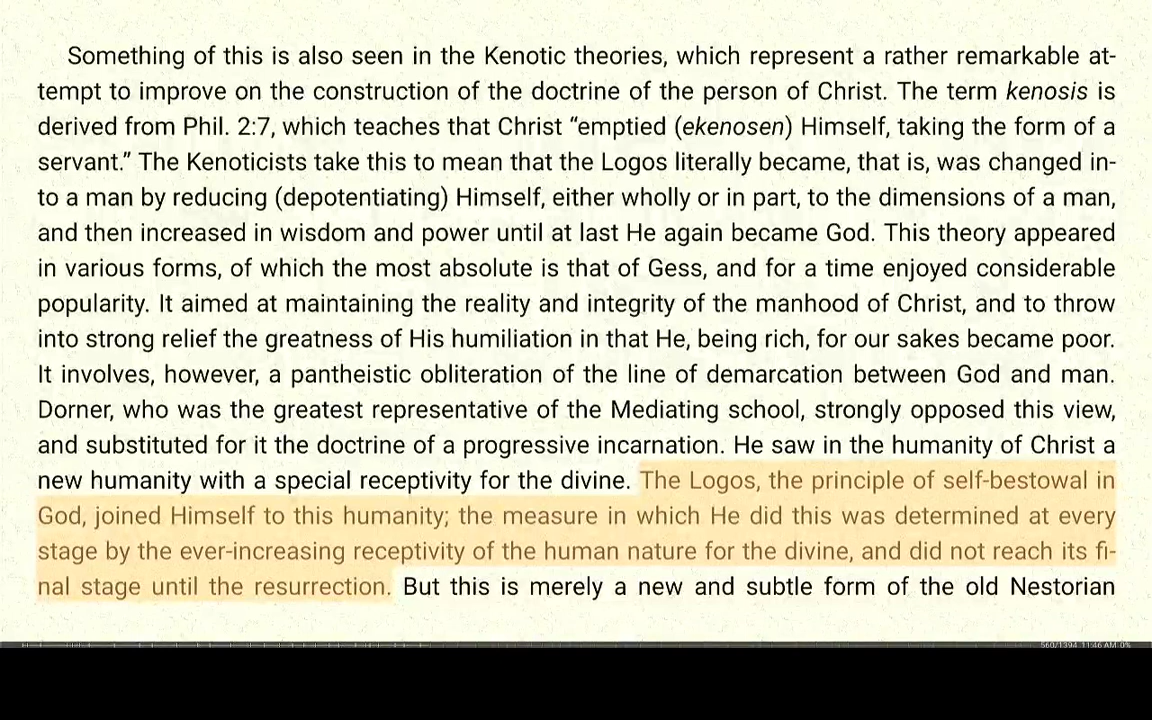 Something of this is also seen in the Kenotic theories, which represent a rather remarkable at-
tempt to improve on the construction of the doctrine of the person of Christ. The term kenosis is
derived from Phil. 2:7, which teaches that Christ “emptied (ekenosen) Himself, taking the form of a
servant.” The Kenoticists take this to mean that the Logos literally became, that is, was changed in-
to a man by reducing (depotentiating) Himself, either wholly or in part, to the dimensions of a man,
and then increased in wisdom and power until at last He again became God. This theory appeared
in various forms, of which the most absolute is that of Gess, and for a time enjoyed considerable
popularity. It aimed at maintaining the reality and integrity of the manhood of Christ, and to throw
into strong relief the greatness of His humiliation in that He, being rich, for our sakes became poor.
It involves, however, a pantheistic obliteration of the line of demarcation between God and man.
Dorner, who was the greatest representative of the Mediating school, strongly opposed this view,
and substituted for it the doctrine of a progressive incarnation. He saw in the humanity of Christ a
new humanity with a special receptivity for the divine. The Logos, the principle of self-bestowal in
God, joined Himself to this humanity; the measure in which He did this was determined at every
stage by the ever-increasing receptivity of the human nature for the divine, and did not reach its fi-
nal stage until the resurrection. But this is merely a new and subtle form of the old Nestorian
560/1394 11:46 AM 0%